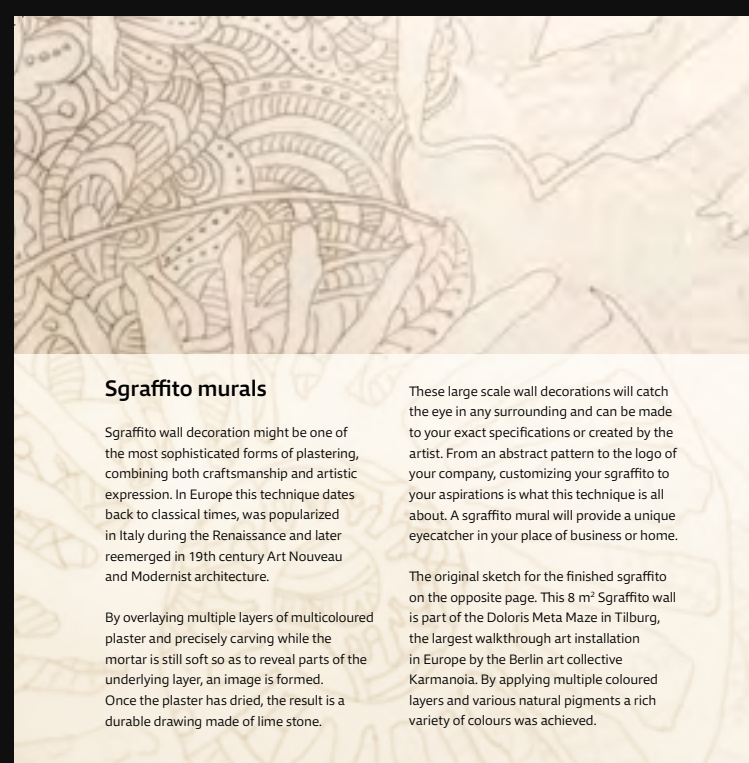 Sgraffito murals
Sgraffito wall decoration might be one of
the most sophisticated forms of plastering,
combining both craftsmanship and artistic
expression. In Europe this technique dates
back to classical times, was popularized
in Italy during the Renaissance and later
reemerged in 19th century Art Nouveau
and Modernist architecture.
By overlaying multiple layers of multicoloured
plaster and precisely carving while the
mortar is still soft so as to reveal parts of the
underlying layer, an image is formed.
Once the plaster has dried, the result is a
durable drawing made of lime stone.
These large scale wall decorations will catch
the eye in any surrounding and can be made
to your exact specifications or created by the
artist. From an abstract pattern to the logo of
your company, customizing your sgraffito to
your aspirations is what this technique is all
about. A sgraffito mural will provide a unique
eyecatcher in your place of business or home.
The original sketch for the finished sgraffito
on the opposite page. This 8 m² Sgraffito wall
is part of the Doloris Meta Maze in Tilburg,
the largest walkthrough art installation
in Europe by the Berlin art collective
Karmanoia. By applying multiple coloured
layers and various natural pigments a rich
variety of colours was achieved.